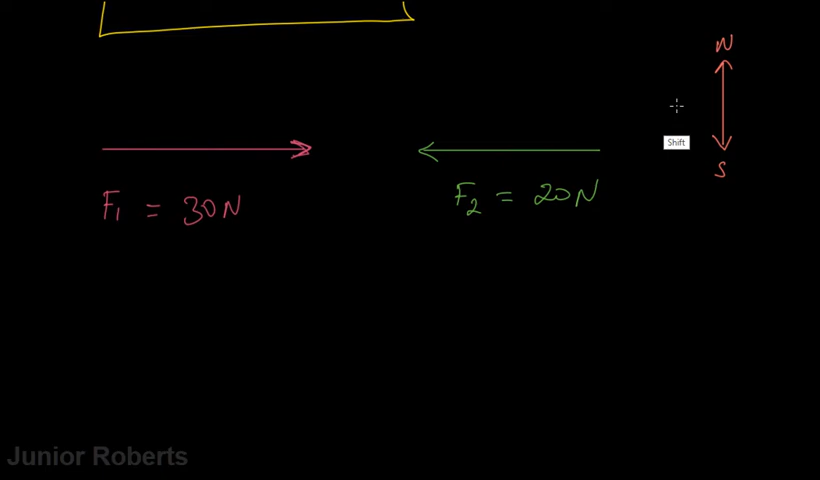 N
Shift
S
F₁ = 30N
F₂ = 20N
Junior Roberts